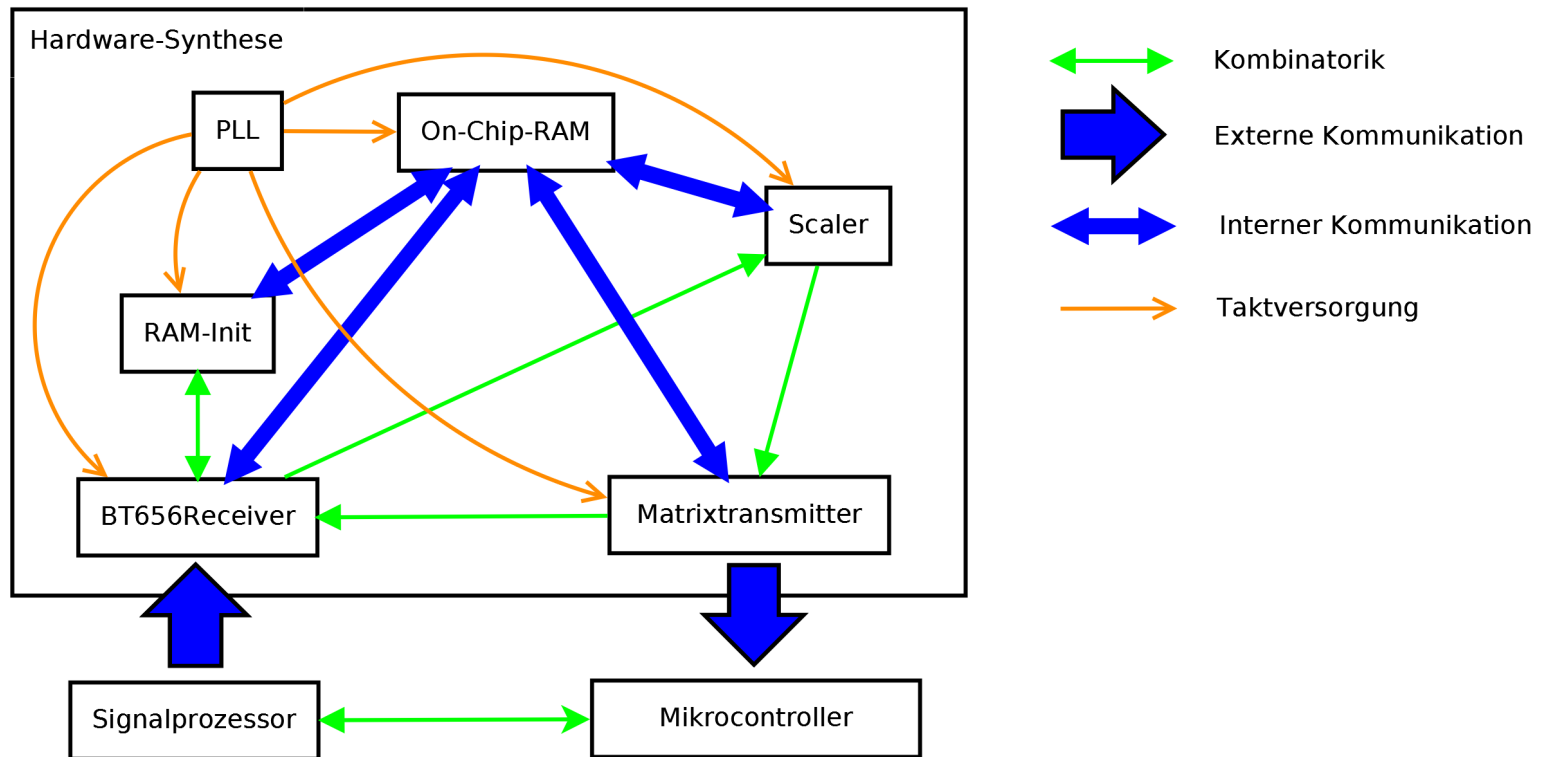 Hardware-Synthese
PLL
On-Chip-RAM
Scaler
RAM-Init
BT656Receiver
Matrixtransmitter
Signalprozessor
Mikrocontroller
Kombinatorik
Externe Kommunikation
Interner Kommunikation
Taktversorgung